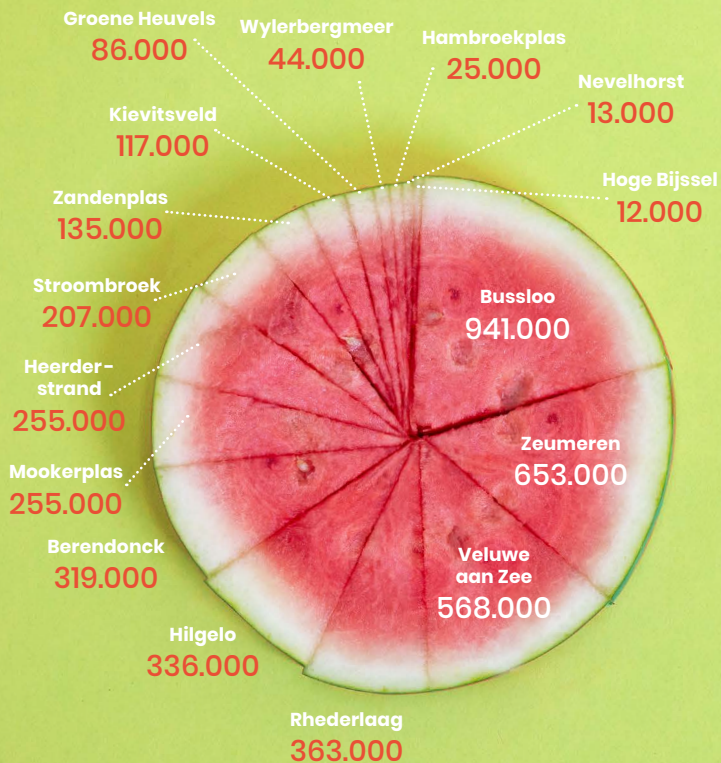 Groene Heuvels
86.000
Wylerbergmeer
44.000
Hambroekplas
25.000
Nevelhorst
13.000
Hoge Bijssel
12.000
Kievitsveld
117.000
Zandenplas
135.000
Stroombroek
207.000
Heerder-
strand
255.000
Mookerplas
255.000
Berendonck
319.000
Hilgelo
336.000
Rhederlaag
363.000
Bussloo
941.000
Zeumeren
653.000
Veluwe
aan Zee
568.000